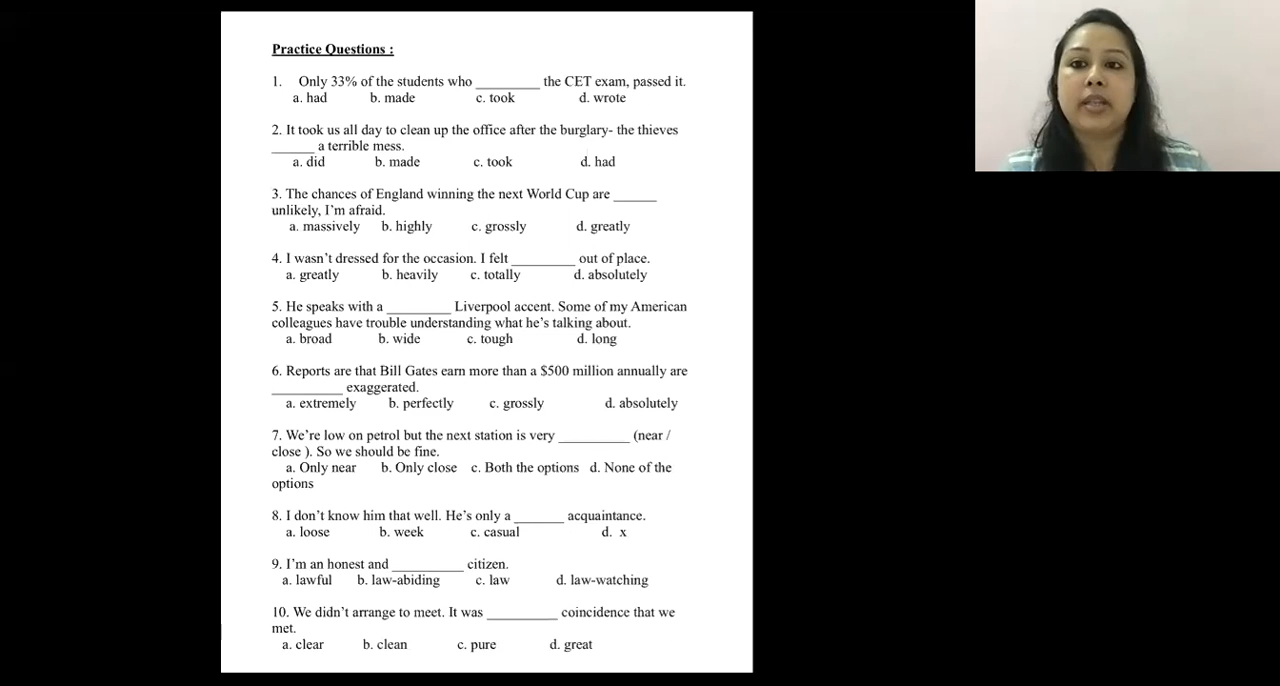 Practice Questions :
1. Only 33% of the students who _________ the CET exam, passed it.
a. had b. made c. took d. wrote
2. It took us all day to clean up the office after the burglary- the thieves
______ a terrible mess.
a. did b. made c. took d. had
3. The chances of England winning the next World Cup are ______
unlikely, I'm afraid.
a. massively b. highly c. grossly d. greatly
4. I wasn't dressed for the occasion. I felt _________ out of place.
a. greatly b. heavily c. totally d. absolutely
5. He speaks with a _________ Liverpool accent. Some of my American
colleagues have trouble understanding what he's talking about.
a. broad b. wide c. tough d. long
6. Reports are that Bill Gates earn more than a $500 million annually are
__________ exaggerated.
a. extremely b. perfectly c. grossly d. absolutely
7. We're low on petrol but the next station is very __________ (near /
close ). So we should be fine.
a. Only near b. Only close c. Both the options d. None of the
options
8. I don't know him that well. He's only a _______ acquaintance.
a. loose b. week c. casual d. x
9. I'm an honest and __________ citizen.
a. lawful b. law-abiding c. law d. law-watching
10. We didn't arrange to meet. It was __________ coincidence that we
met.
a. clear b. clean c. pure d. great